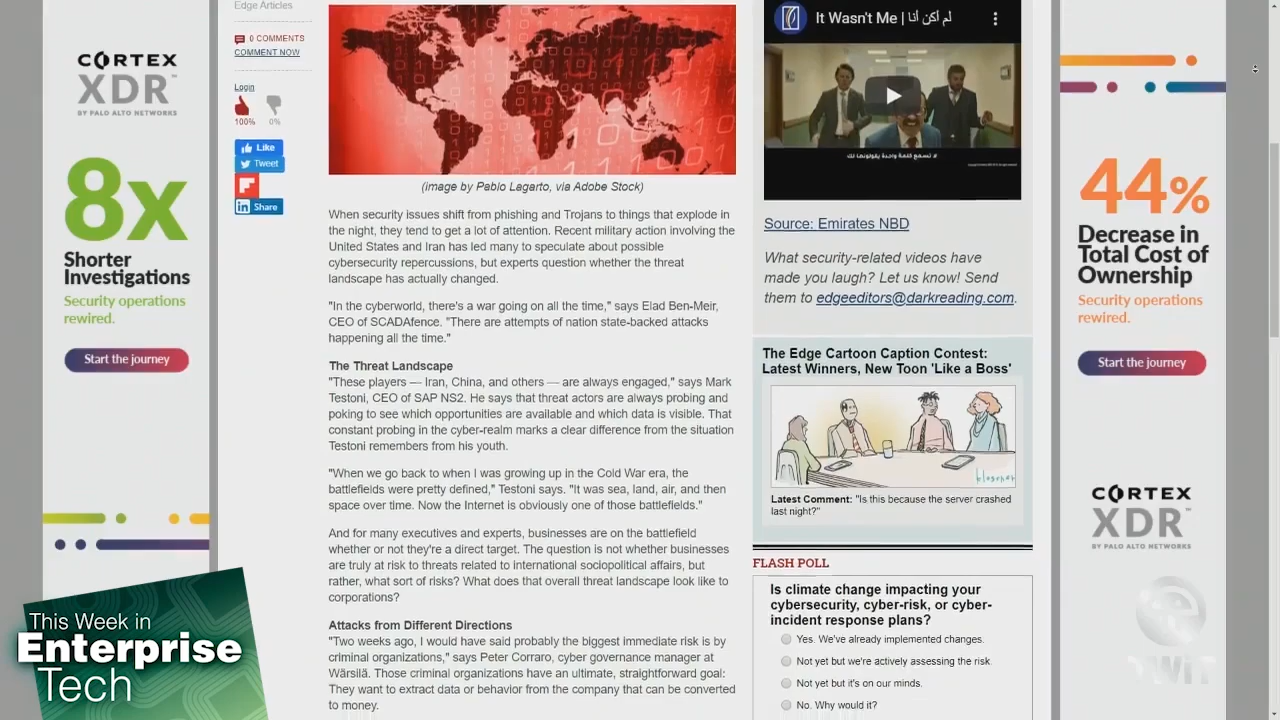 Edge Articles
0 COMMENTS
COMMENT NOW
Login
100%
0%
Like
Tweet
Share
CORTEX
XDR™
BY PALO ALTO NETWORKS
8x
Shorter
Investigations
Security operations
rewired.
Start the journey
(image by Pablo Lagarto, via Adobe Stock)
When security issues shift from phishing and Trojans to things that explode in
the night, they tend to get a lot of attention. Recent military action involving the
United States and Iran has led many to speculate about possible
cybersecurity repercussions, but experts question whether the threat
landscape has actually changed.
"In the cyberworld, there's a war going on all the time," says Elad Ben-Meir,
CEO of SCADAfence. "There are attempts of nation state-backed attacks
happening all the time."
The Threat Landscape
"These players — Iran, China, and others — are always engaged," says Mark
Testoni, CEO of SAP NS2. He says that threat actors are always probing and
poking to see which opportunities are available and which data is visible. That
constant probing in the cyber-realm marks a clear difference from the situation
Testoni remembers from his youth.
"When we go back to when I was growing up in the Cold War era, the
battlefields were pretty defined," Testoni says. "It was sea, land, air, and then
space over time. Now the Internet is obviously one of those battlefields."
And for many executives and experts, businesses are on the battlefield
whether or not they're a direct target. The question is not whether businesses
are truly at risk to threats related to international sociopolitical affairs, but
rather, what sort of risks? What does that overall threat landscape look like to
corporations?
Attacks from Different Directions
"Two weeks ago, I would have said probably the biggest immediate risk is by
criminal organizations," says Peter Corraro, cyber governance manager at
Wärsilä. Those criminal organizations have an ultimate, straightforward goal:
They want to extract data or behavior from the company that can be converted
to money.
It Wasn't Me | لم أكن أنا
لا تسمع كلمة واحدة يقولونها لك
Source: Emirates NBD
What security-related videos have
made you laugh? Let us know! Send
them to edgeeditors@darkreading.com.
The Edge Cartoon Caption Contest:
Latest Winners, New Toon 'Like a Boss'
Latest Comment: "Is this because the server crashed
last night?"
FLASH POLL
Is climate change impacting your
cybersecurity, cyber-risk, or cyber-
incident response plans?
Yes. We've already implemented changes.
Not yet but we're actively assessing the risk.
Not yet but it's on our minds.
No. Why would it?
44%
Decrease in
Total Cost of
Ownership
Security operations
rewired.
Start the journey
CORTEX
XDR™
BY PALO ALTO NETWORKS
This Week in
Enterprise
Tech
TWiT